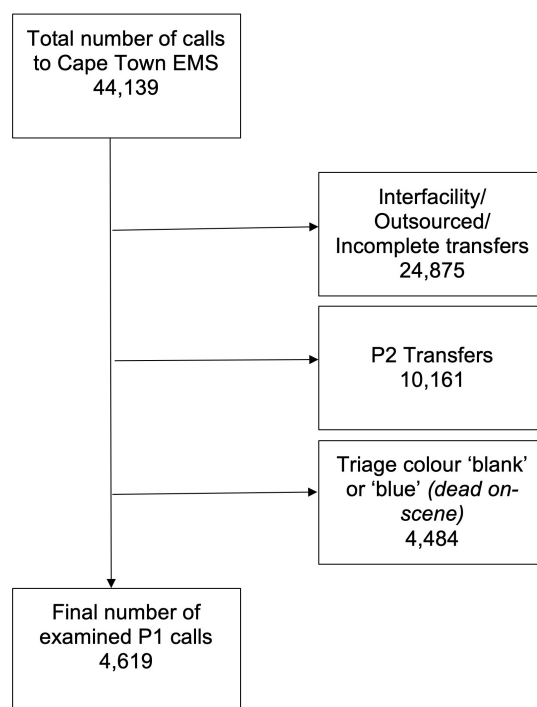 Total number of calls
to Cape Town EMS
44,139
Interfacility/
Outsourced/
Incomplete transfers
24,875
P2 Transfers
10,161
Triage colour ‘blank’
or ‘blue’ (dead on-
scene)
4,484
Final number of
examined P1 calls
4,619